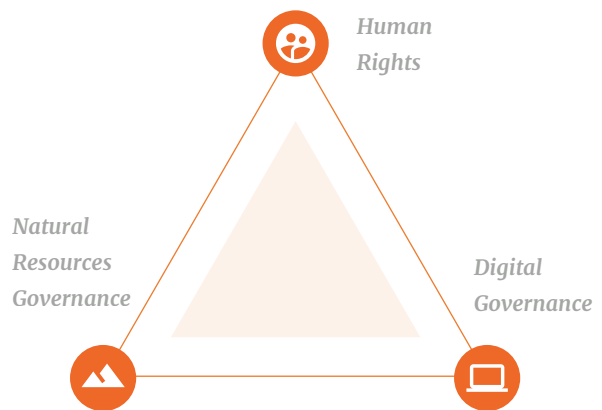 Human
Rights
Natural
Resources
Governance
Digital
Governance